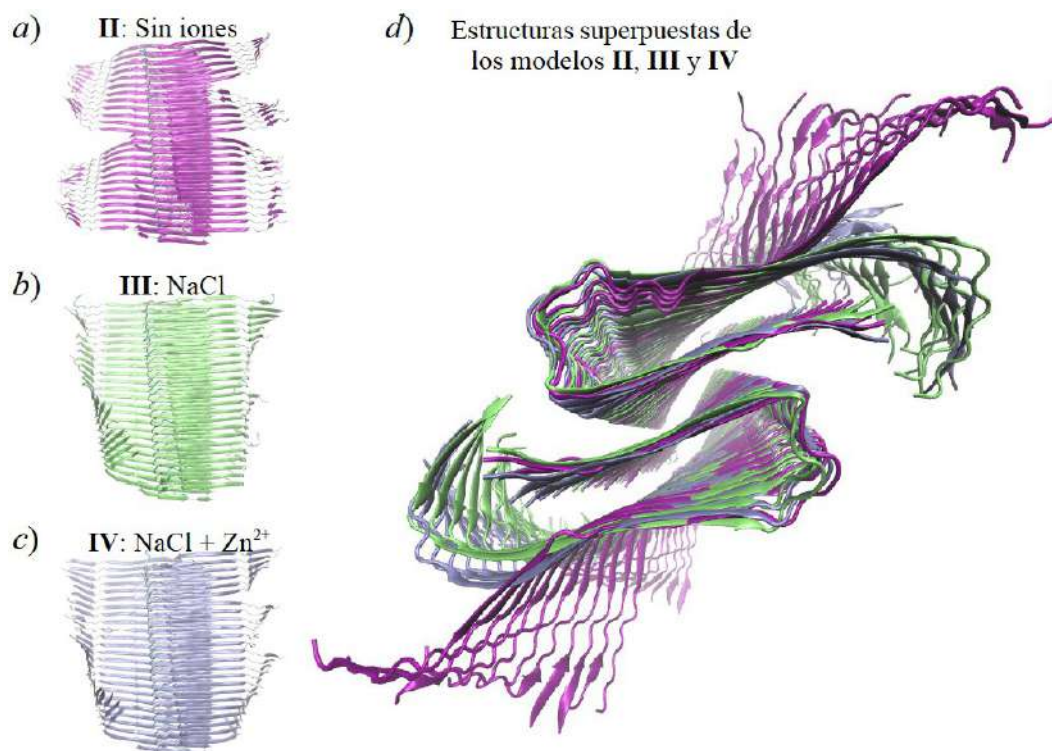 a)
II: Sin iones
b)
III: NaCl
c)
IV: NaCl + Zn²⁺
d)
Estructuras superpuestas de
los modelos II, III y IV